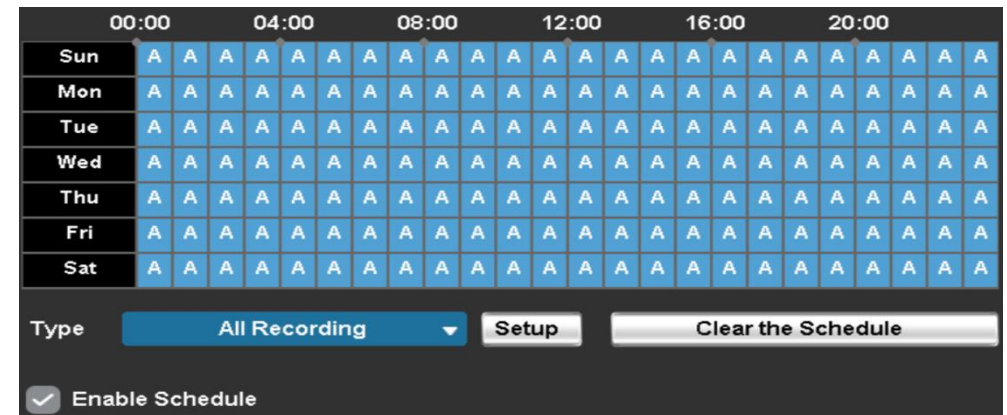 00:00 04:00 08:00 12:00 16:00 20:00
Sun A A A A A A A A A A A A A A A A A A A A A A A A
Mon A A A A A A A A A A A A A A A A A A A A A A A A
Tue A A A A A A A A A A A A A A A A A A A A A A A A
Wed A A A A A A A A A A A A A A A A A A A A A A A A
Thu A A A A A A A A A A A A A A A A A A A A A A A A
Fri A A A A A A A A A A A A A A A A A A A A A A A A
Sat A A A A A A A A A A A A A A A A A A A A A A A A
Type All Recording Setup Clear the Schedule
Enable Schedule